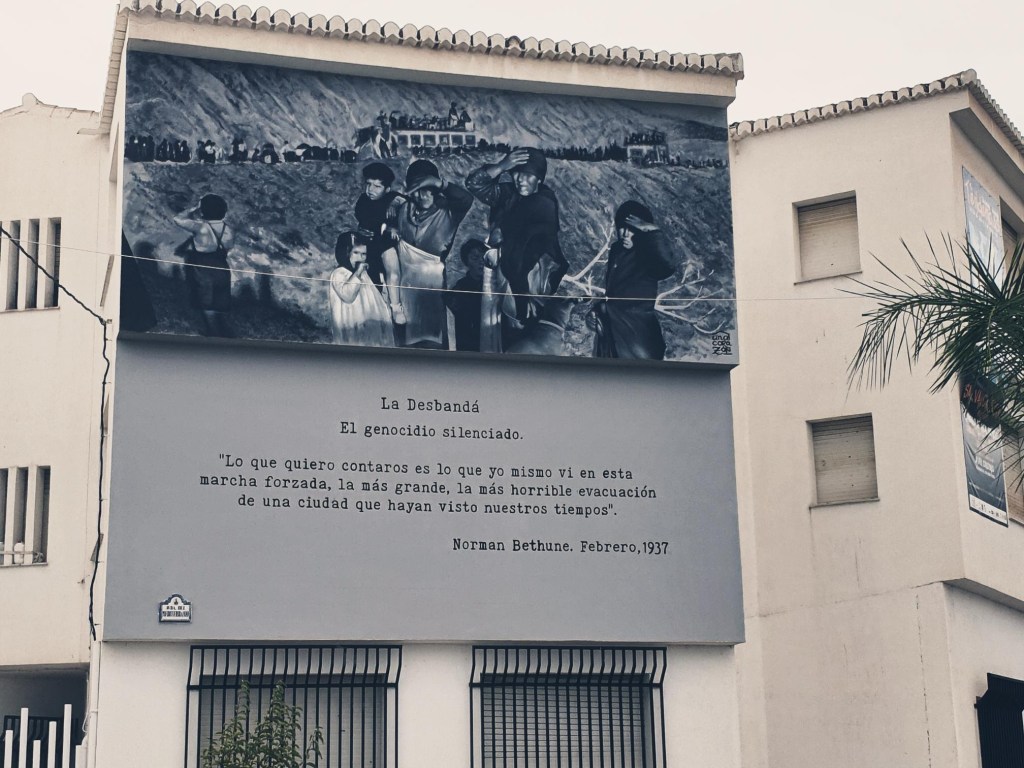 La Desbandá
El genocidio silenciado.
"Lo que quiero contaros es lo que yo mismo vi en esta
marcha forzada, la más grande, la más horrible evacuación
de una ciudad que hayan visto nuestros tiempos".
Norman Bethune. Febrero,1937